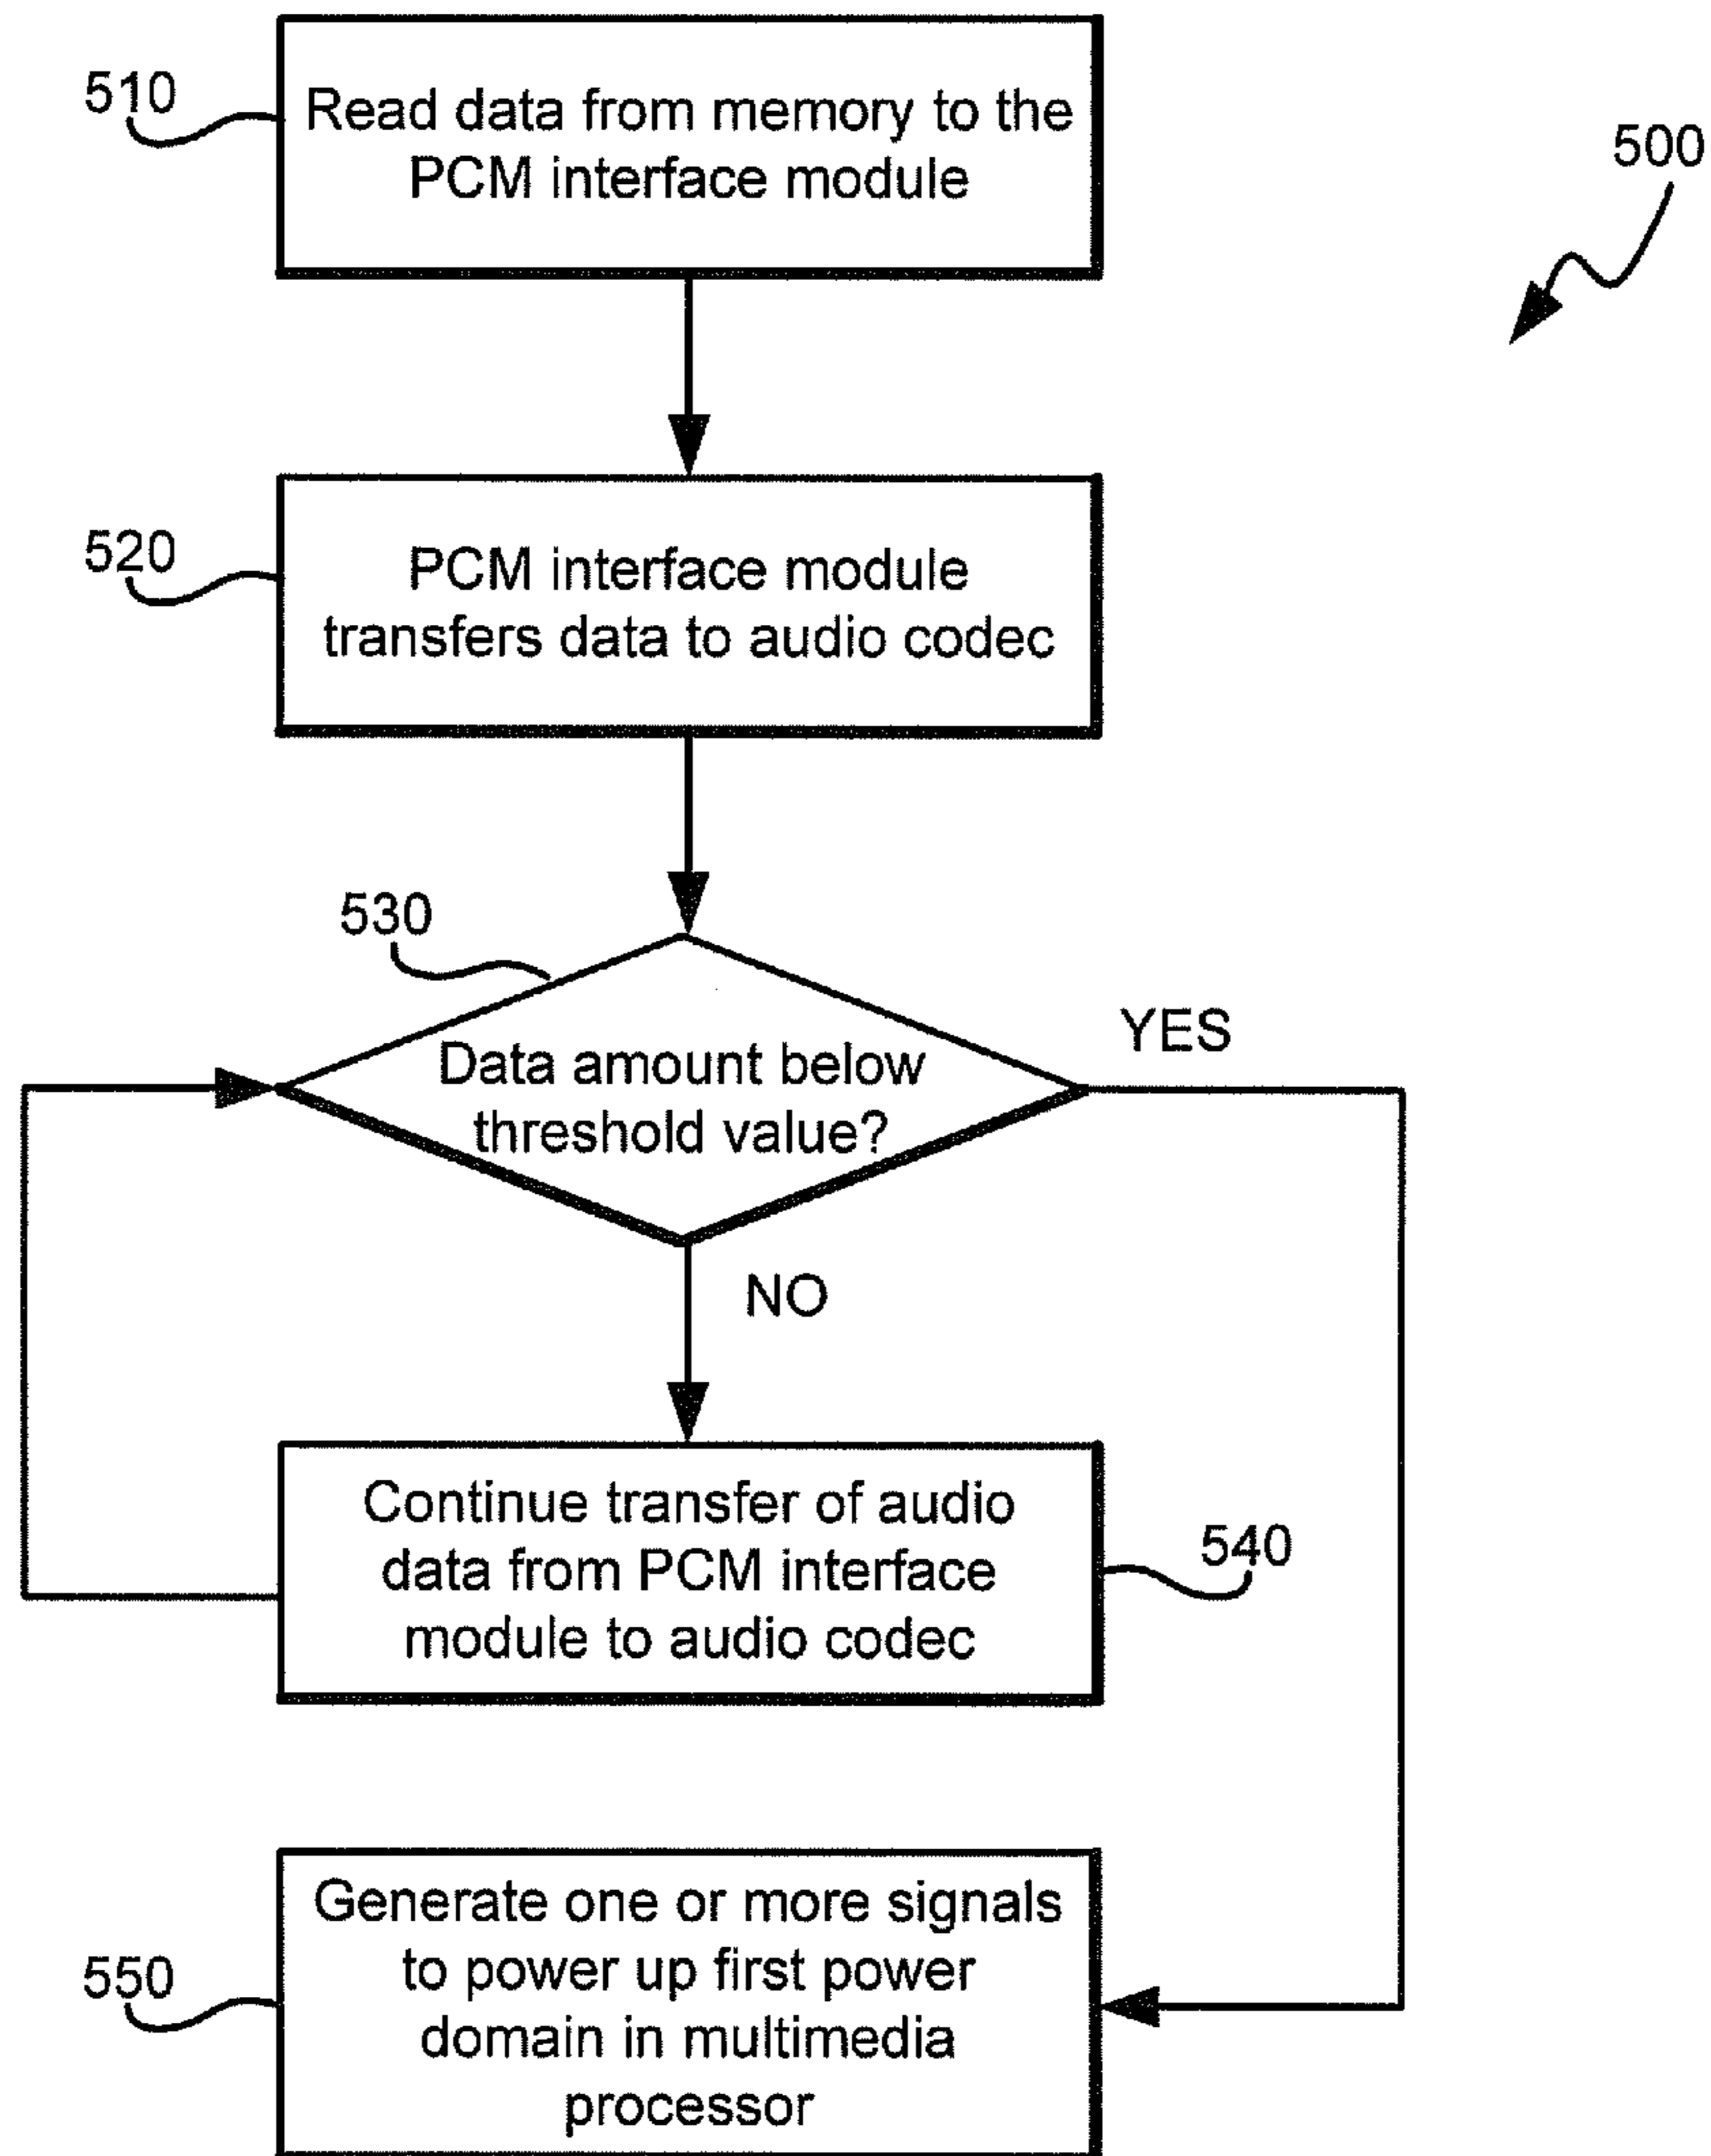 510
Read data from memory to the
PCM interface module
500
520
PCM interface module
transfers data to audio codec
530
YES
Data amount below
threshold value?
NO
Continue transfer of audio
data from PCM interface
module to audio codec
540
Generate one or more signals
to power up first power
domain in multimedia
processor
550